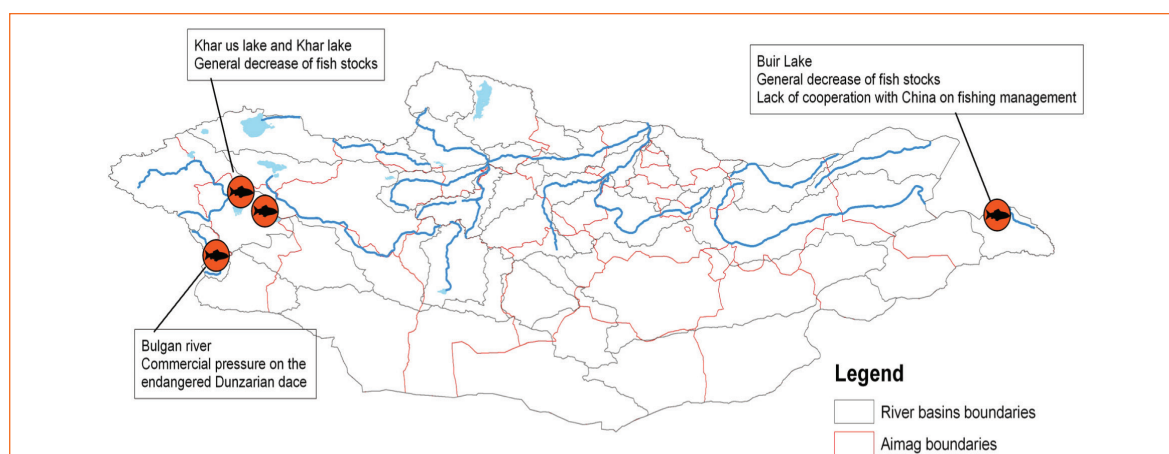 Khar us lake and Khar lake
General decrease of fish stocks
Buir Lake
General decrease of fish stocks
Lack of cooperation with China on fishing management
Bulgan river
Commercial pressure on the
endangered Dunzarian dace
Legend
River basins boundaries
Aimag boundaries